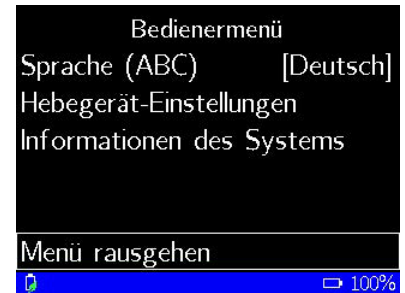 Bedienermenü
Sprache (ABC) [Deutsch]
Hebegerät-Einstellungen
Informationen des Systems
Menü rausgehen
100%